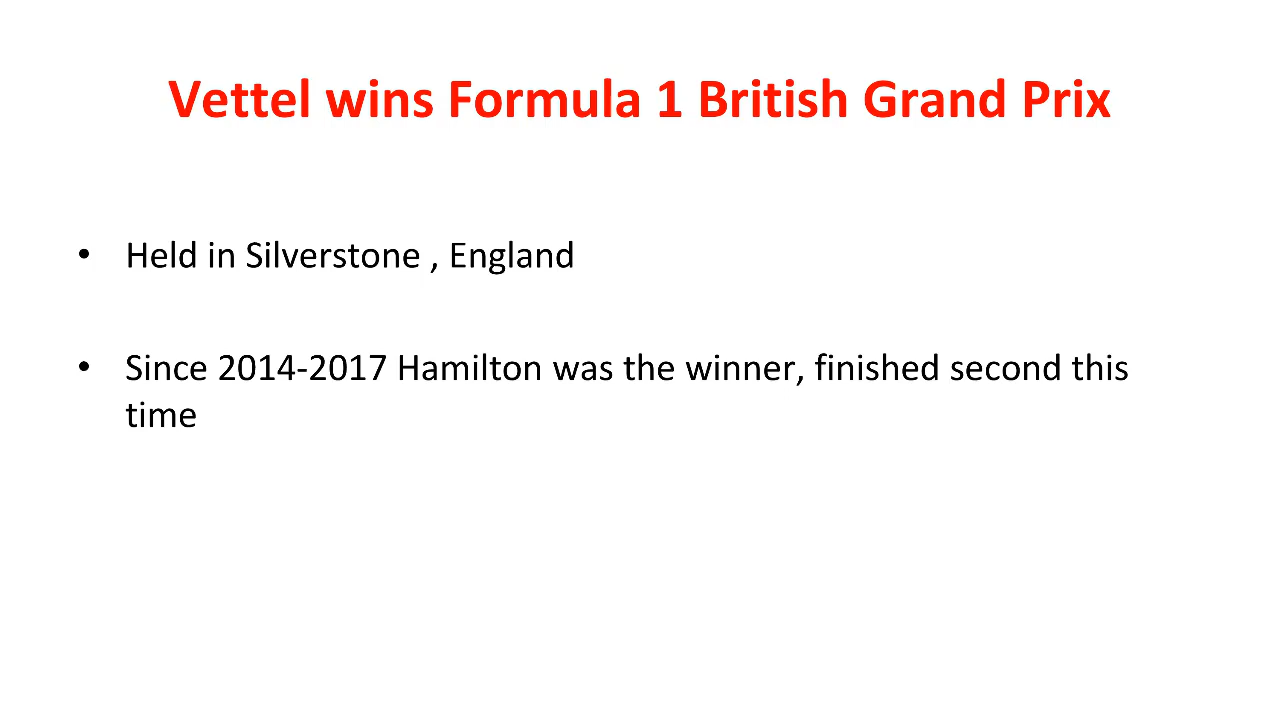 Vettel wins Formula 1 British Grand Prix
• Held in Silverstone , England
• Since 2014-2017 Hamilton was the winner, finished second this
time